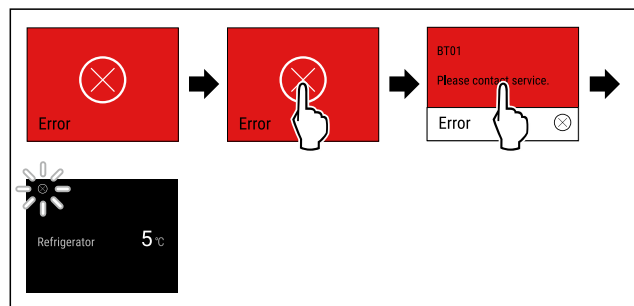 Error
Error
BT01
Please contact service.
Error
Refrigerator 5 °C